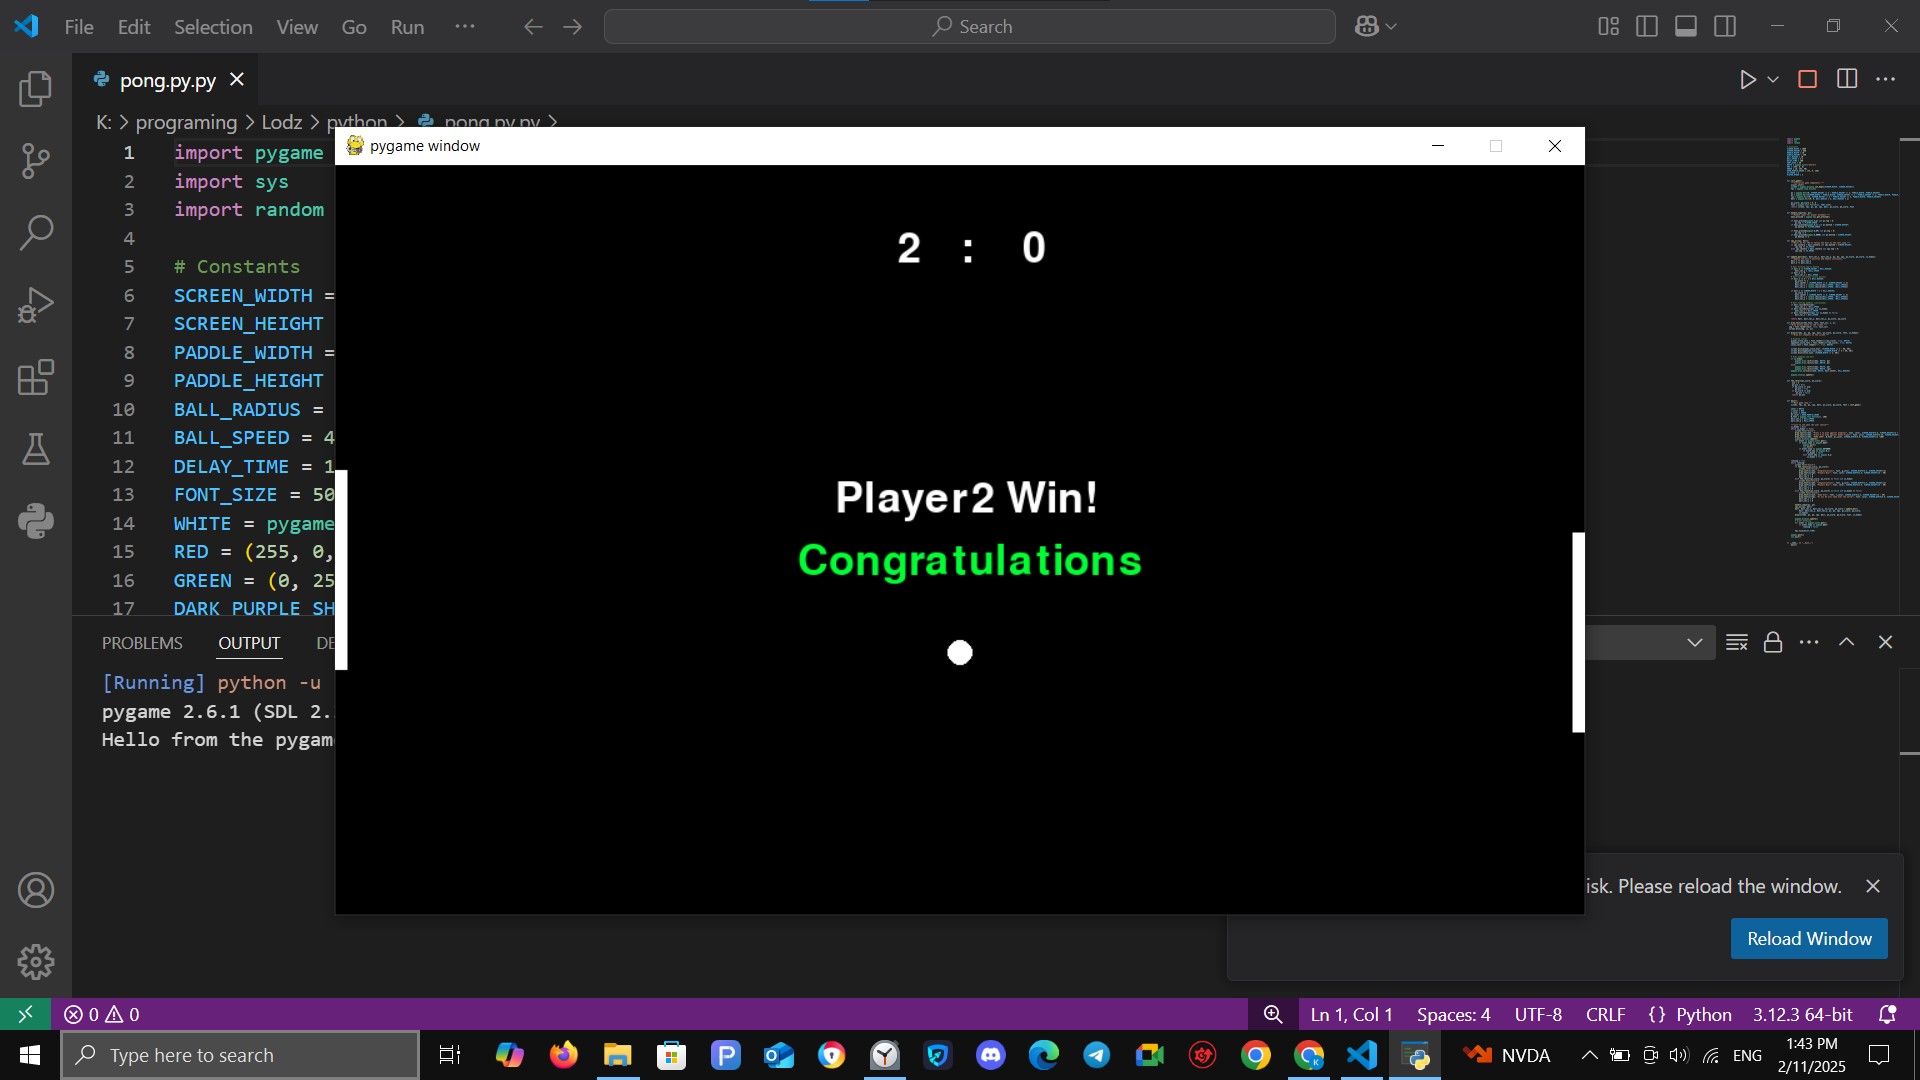 File Edit Selection View Go Run ··· Search
pong.py.py
K: > programing > Lodz > python > pong.py.py >
pygame window
1 import pygame
2 import sys
3 import random
4
5 # Constants
6 SCREEN_WIDTH =
7 SCREEN_HEIGHT
8 PADDLE_WIDTH =
9 PADDLE_HEIGHT
10 BALL_RADIUS =
11 BALL_SPEED = 4
12 DELAY_TIME = 1
13 FONT_SIZE = 50
14 WHITE = pygame
15 RED = (255, 0,
16 GREEN = (0, 25
17 DARK_PURPLE_SH
2 : 0
Player2 Win!
Congratulations
PROBLEMS OUTPUT DE
[Running] python -u
pygame 2.6.1 (SDL 2.
Hello from the pygam
isk. Please reload the window.
Reload Window
0 0 Ln 1, Col 1 Spaces: 4 UTF-8 CRLF {} Python 3.12.3 64-bit
Type here to search NVDA ENG 1:43 PM
2/11/2025